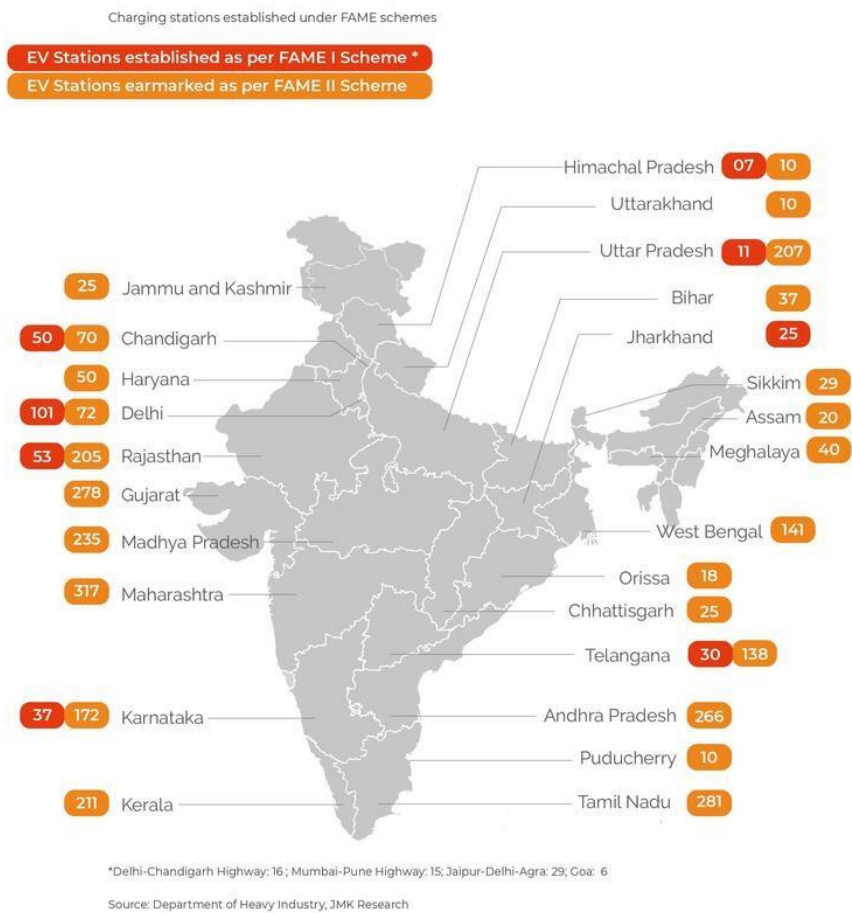 Charging stations established under FAME schemes
EV Stations established as per FAME I Scheme *
EV Stations earmarked as per FAME II Scheme
Himachal Pradesh 07 10
Uttarakhand 10
Uttar Pradesh 11 207
Bihar 37
Jharkhand 25
Sikkim 29
Assam 20
Meghalaya 40
West Bengal 141
Orissa 18
Chhattisgarh 25
Telangana 30 138
Andhra Pradesh 266
Puducherry 10
Tamil Nadu 281
25 Jammu and Kashmir
50 70 Chandigarh
50 Haryana
101 72 Delhi
53 205 Rajasthan
278 Gujarat
235 Madhya Pradesh
317 Maharashtra
37 172 Karnataka
211 Kerala
*Delhi-Chandigarh Highway: 16 ; Mumbai-Pune Highway: 15; Jaipur-Delhi-Agra: 29; Goa: 6
Source: Department of Heavy Industry, JMK Research